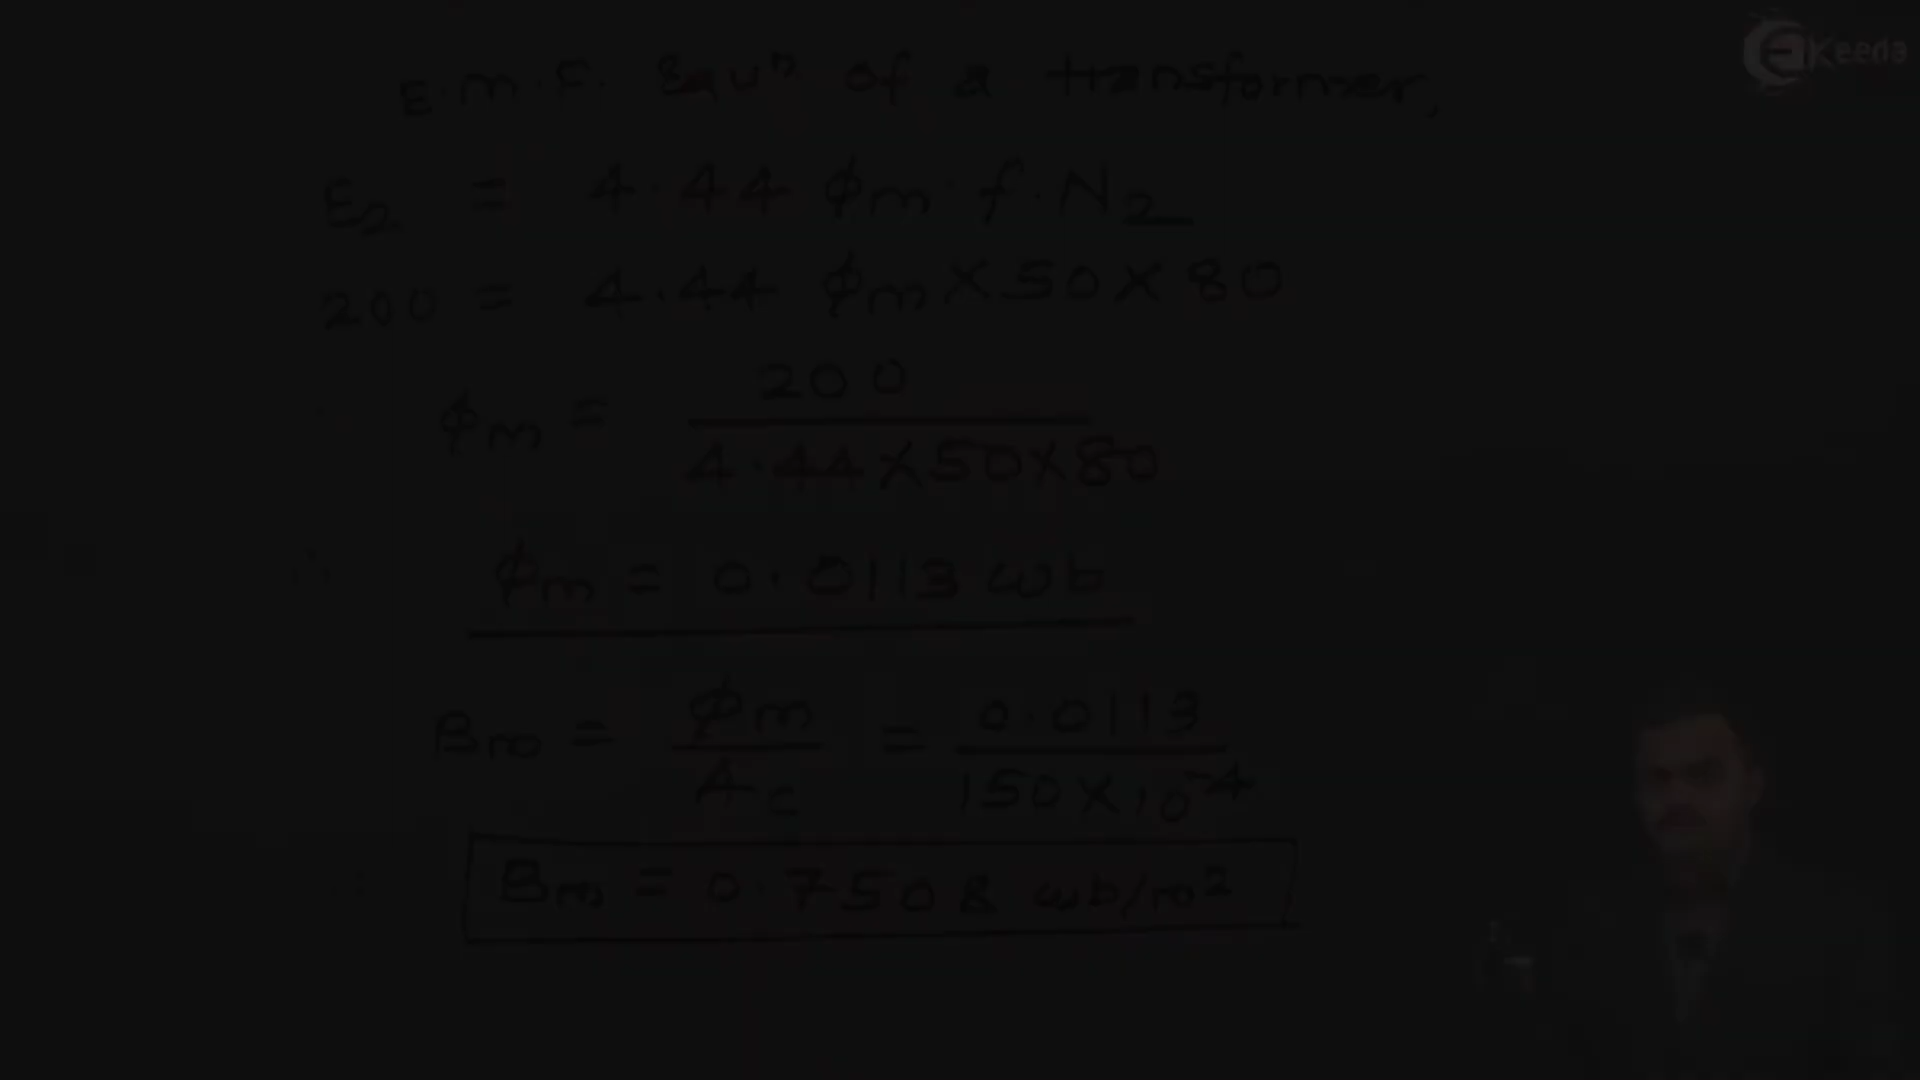 Ekeeda
E.m.F. Equⁿ of a transformer,
E₂ = 4.44 ϕm. f. N₂
200 = 4.44 ϕm × 50 × 80
ϕm = 200 / 4.44×50×80
∴ ϕm = 0.0113 wb
Bm = ϕm / Ac = 0.0113 / 150×10⁻⁴
Bm = 0.7508 wb/m²